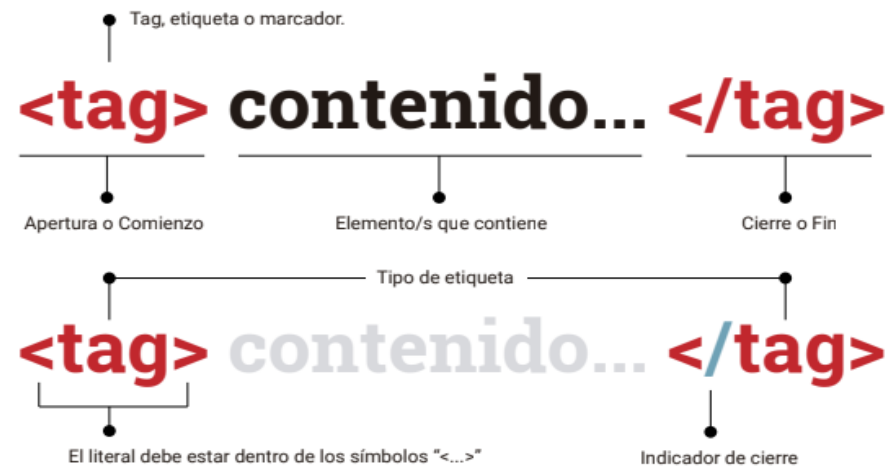 Tag, etiqueta o marcador.
<tag> contenido... </tag>
Apertura o Comienzo
Elemento/s que contiene
Cierre o Fin
Tipo de etiqueta
<tag> contenido... </tag>
El literal debe estar dentro de los símbolos “<...>”
Indicador de cierre